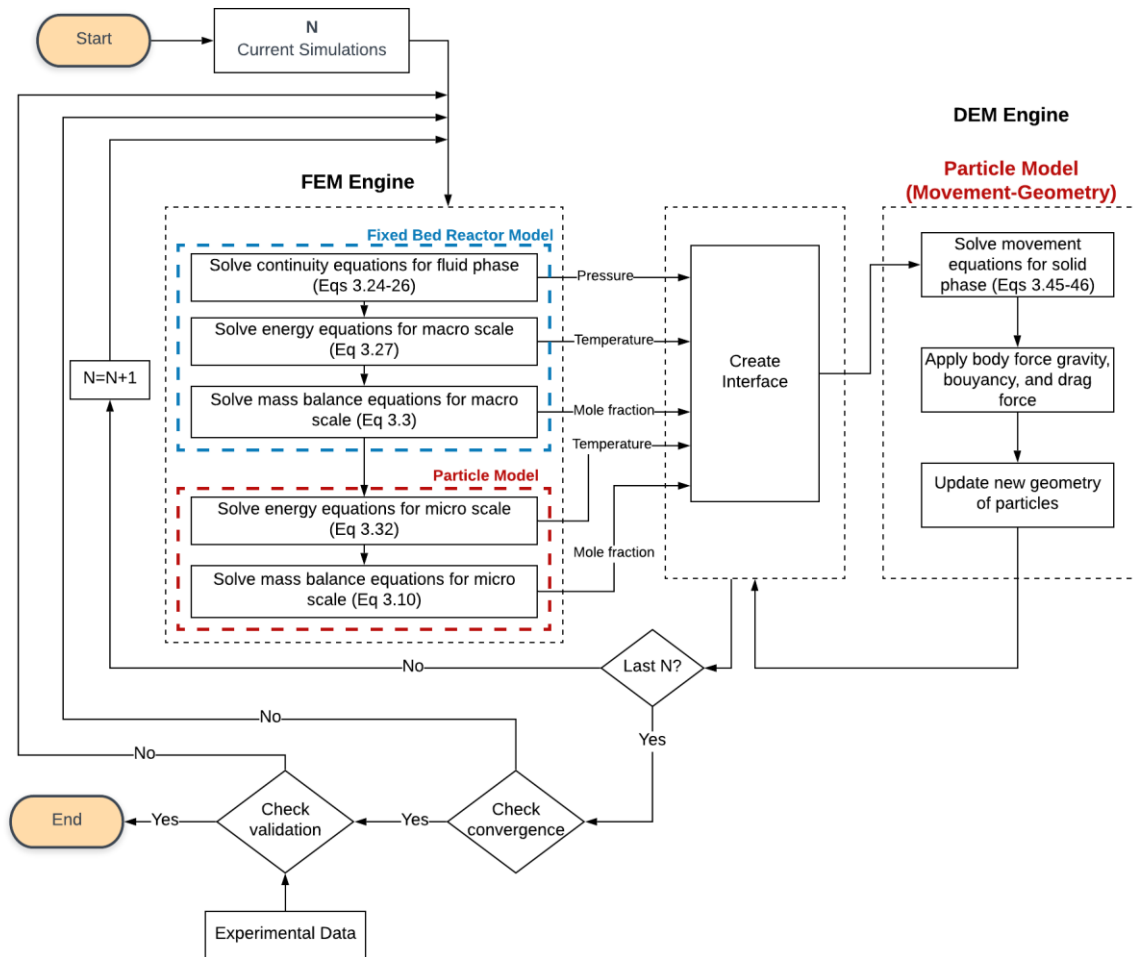 Start
N
Current Simulations
DEM Engine
Particle Model
(Movement-Geometry)
FEM Engine
Fixed Bed Reactor Model
Solve continuity equations for fluid phase
(Eqs 3.24-26)
Pressure
Solve energy equations for macro scale
(Eq 3.27)
Temperature
Solve mass balance equations for macro
scale (Eq 3.3)
Mole fraction
Temperature
Particle Model
Solve energy equations for micro scale
(Eq 3.32)
Mole fraction
Solve mass balance equations for micro
scale (Eq 3.10)
Create
Interface
Solve movement
equations for solid
phase (Eqs 3.45-46)
Apply body force gravity,
bouyancy, and drag
force
Update new geometry
of particles
N=N+1
No
Last N?
Yes
No
No
Check
convergence
Yes
Check
validation
Yes
End
Experimental Data